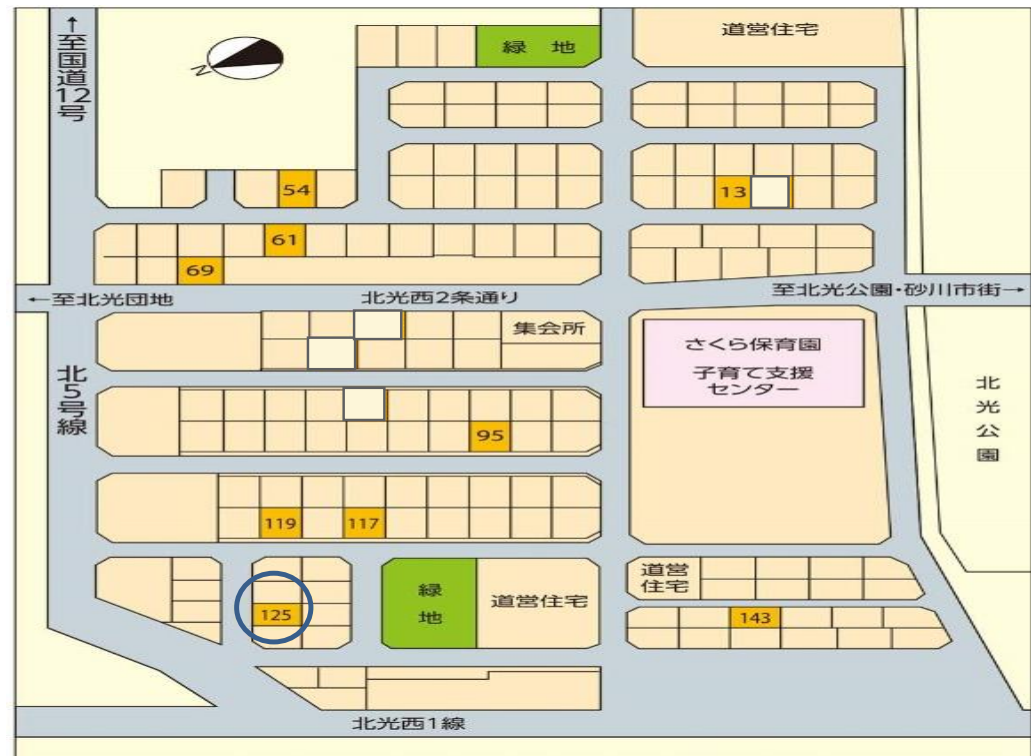 ↑至国道12号
道営住宅
緑 地
N
54
13
61
69
←至北光団地
北光西2条通り
至北光公園・砂川市街→
集会所
さくら保育園
子育て支援
センター
北5号線
北光公園
95
119
117
125
緑地
道営住宅
道営
住宅
143
北光西1線